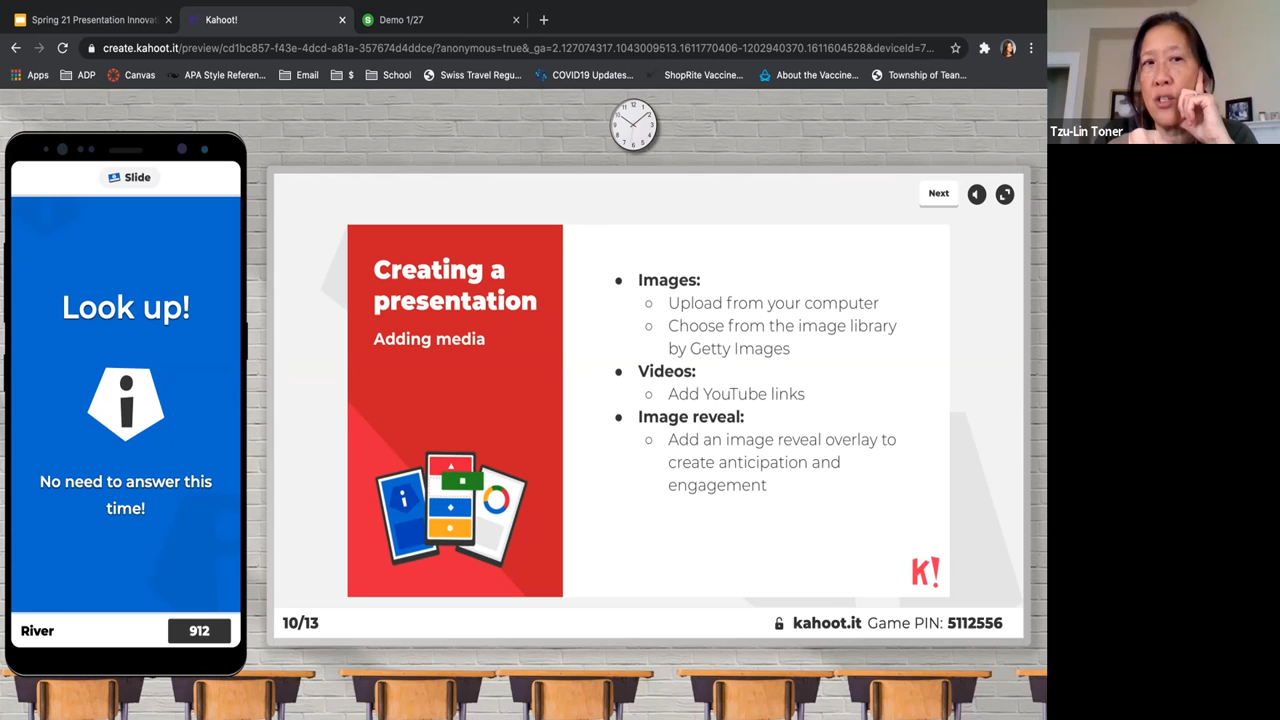 Spring 21 Presentation Innovat
Kahoot!
Demo 1/27
create.kahoot.it/preview/cd1bc857-f43e-4dcd-a81a-357674d4ddce/?anonymous=true&_ga=2.127074317.1043009513.1611770406-1202940370.1611604528&deviceId=7...
Apps
ADP
Canvas
APA Style Referen...
Email
$
School
Swiss Travel Regu...
COVID19 Updates...
ShopRite Vaccine...
About the Vaccine...
Township of Tean...
Tzu-Lin Toner
Slide
Look up!
No need to answer this
time!
River
912
Next
Creating a
presentation
Adding media
• Images:
○ Upload from your computer
○ Choose from the image library
by Getty Images
• Videos:
○ Add YouTube links
• Image reveal:
○ Add an image reveal overlay to
create anticipation and
engagement
K!
10/13
kahoot.it Game PIN: 5112556